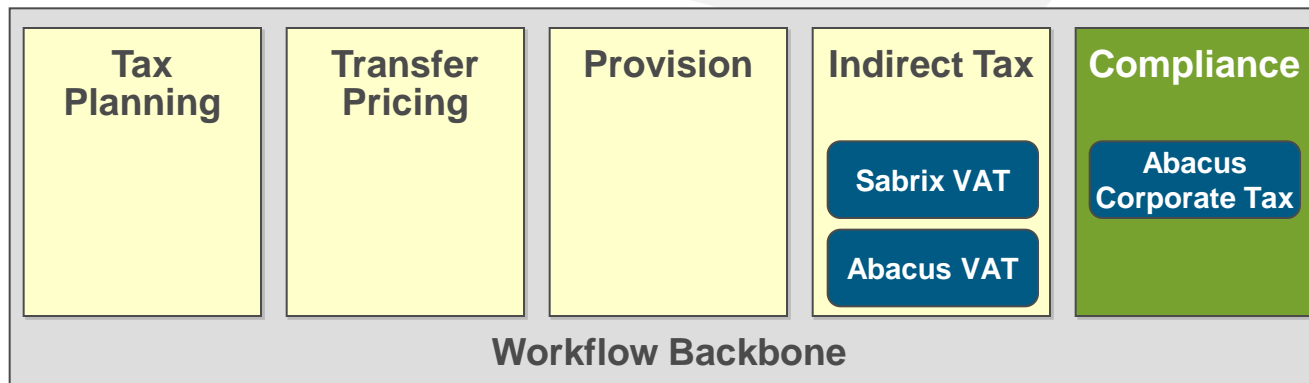 Tax
Planning
Transfer
Pricing
Provision
Indirect Tax
Sabrix VAT
Abacus VAT
Compliance
Abacus
Corporate Tax
Workflow Backbone